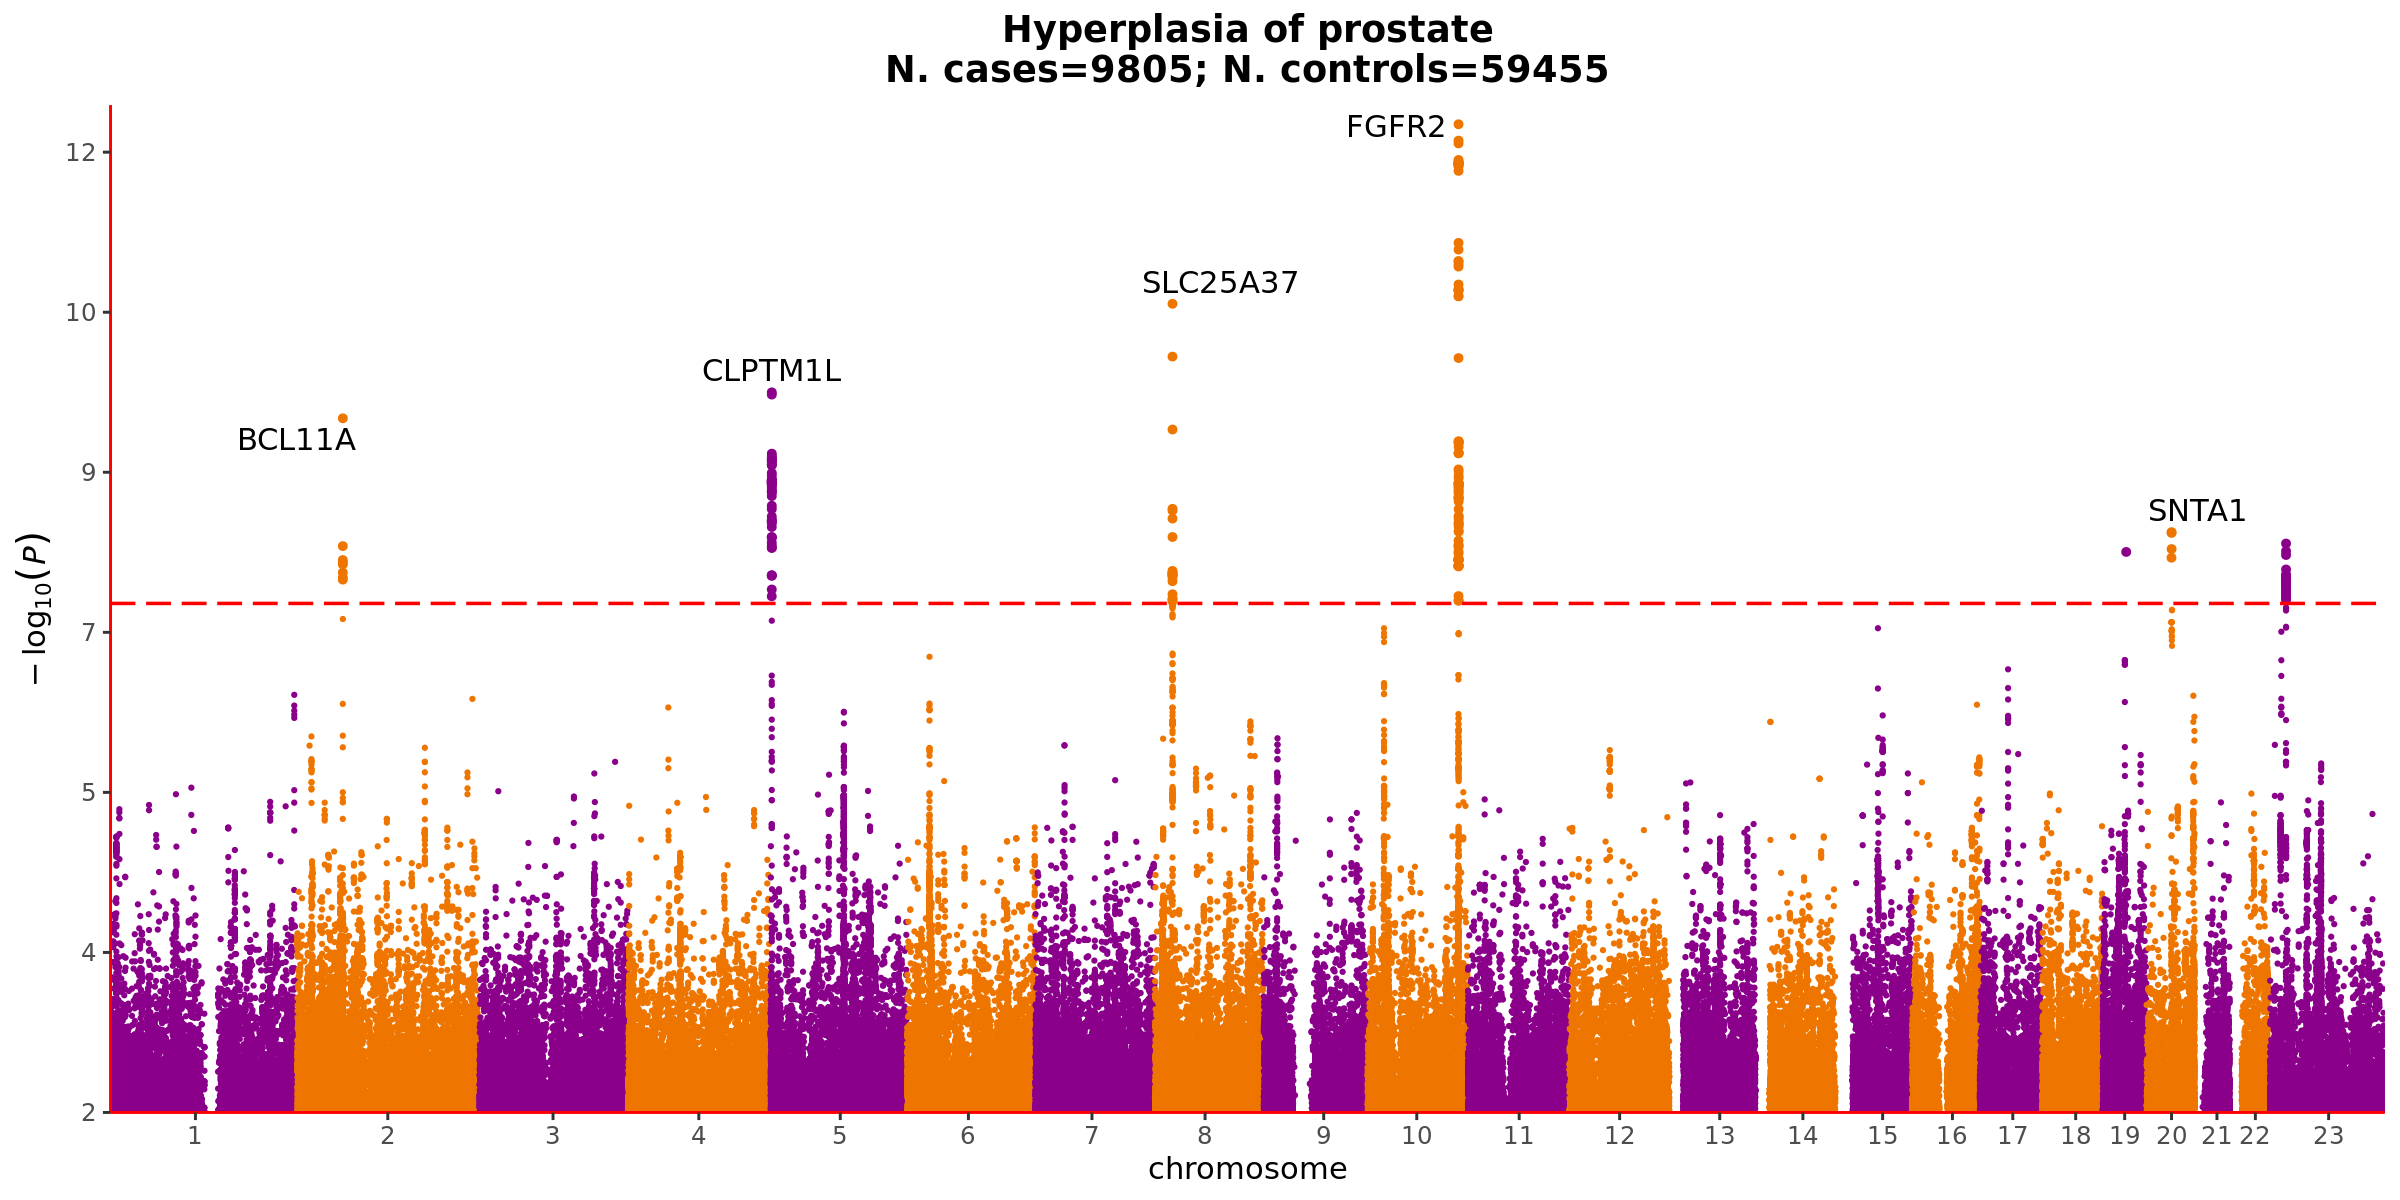 Hyperplasia of prostate
N. cases=9805; N. controls=59455
FGFR2
12
SLC25A37
10
CLPTM1L
BCL11A
9
SNTA1
−log10(P)
7
5
4
2
1 2 3 4 5 6 7 8 9 10 11 12 13 14 15 16 17 18 19 20 21 22 23
chromosome